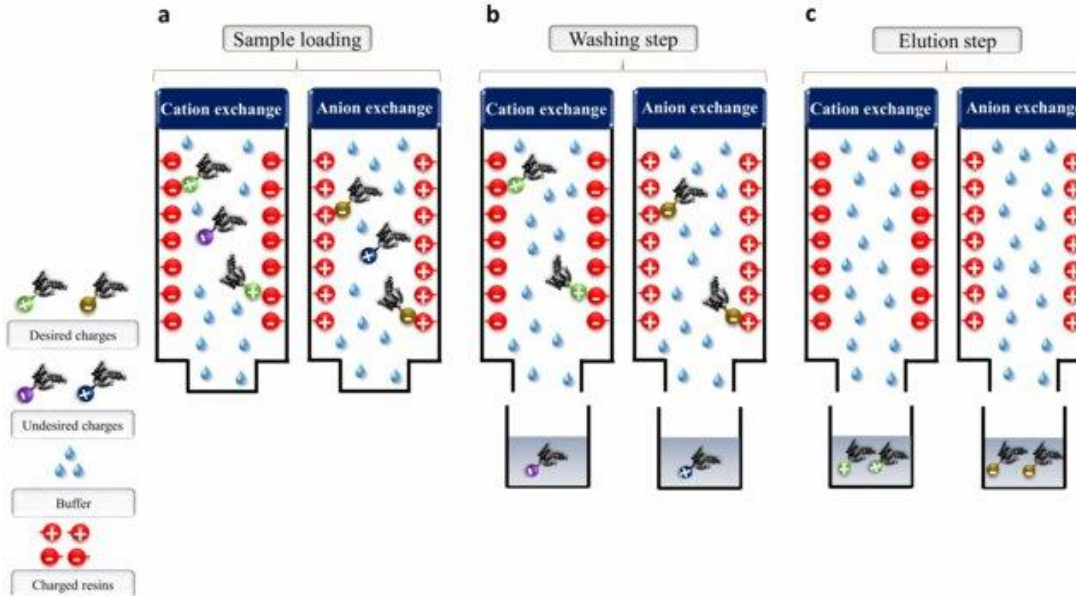 a
b
c
Sample loading
Washing step
Elution step
Cation exchange
Anion exchange
Cation exchange
Anion exchange
Cation exchange
Anion exchange
Desired charges
Undesired charges
Buffer
Charged resins